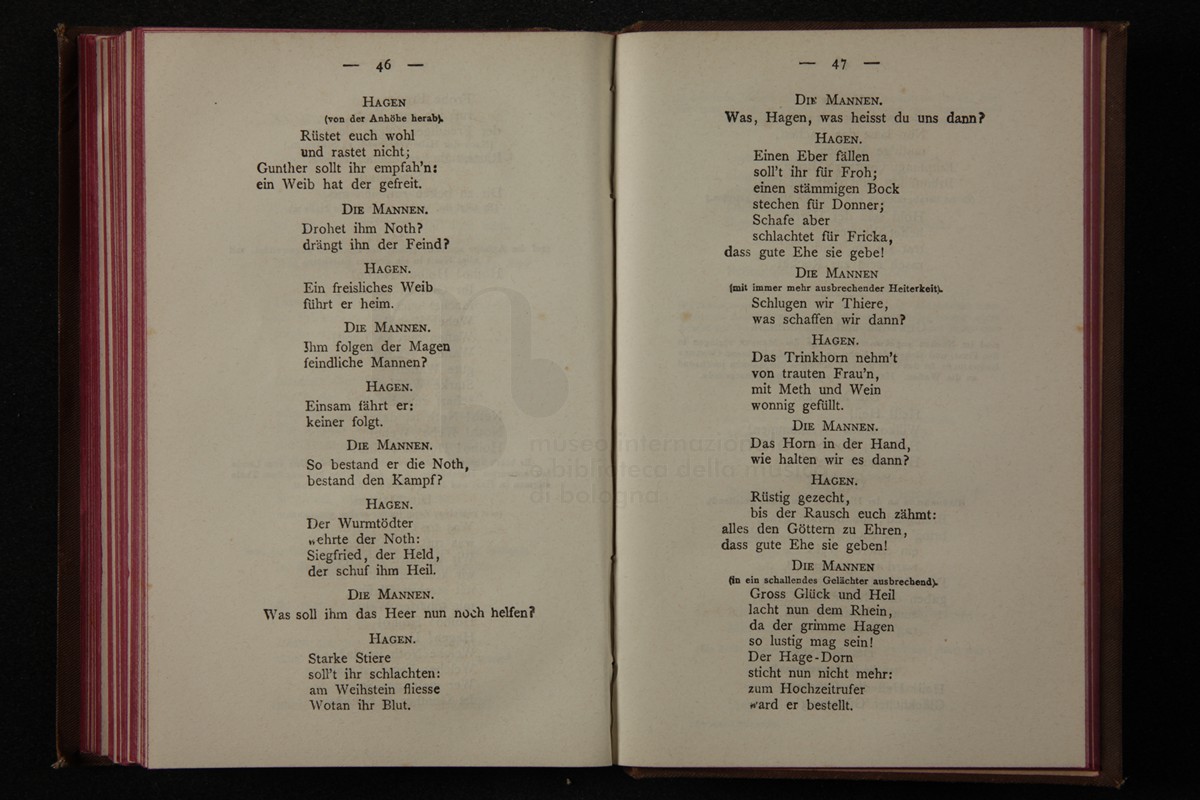 — 46 —
HAGEN
(von der Anhöhe herab).
Rüstet euch wohl
und rastet nicht;
Gunther sollt ihr empfah'n:
ein Weib hat der gefreit.
DIE MANNEN.
Drohet ihm Noth?
drängt ihn der Feind?
HAGEN.
Ein freisliches Weib
führt er heim.
DIE MANNEN.
Ihm folgen der Magen
feindliche Mannen?
HAGEN.
Einsam fährt er:
keiner folgt.
DIE MANNEN.
So bestand er die Noth,
bestand den Kampf?
HAGEN.
Der Wurmtödter
wehrte der Noth:
Siegfried, der Held,
der schuf ihm Heil.
DIE MANNEN.
Was soll ihm das Heer nun noch helfen?
HAGEN.
Starke Stiere
soll't ihr schlachten:
am Weihstein fliesse
Wotan ihr Blut.
— 47 —
DIE MANNEN.
Was, Hagen, was heisst du uns dann?
HAGEN.
Einen Eber fällen
soll't ihr für Froh;
einen stämmigen Bock
stechen für Donner;
Schafe aber
schlachtet für Fricka,
dass gute Ehe sie gebe!
DIE MANNEN
(mit immer mehr ausbrechender Heiterkeit).
Schlugen wir Thiere,
was schaffen wir dann?
HAGEN.
Das Trinkhorn nehm't
von trauten Frau'n,
mit Meth und Wein
wonnig gefüllt.
DIE MANNEN.
Das Horn in der Hand,
wie halten wir es dann?
HAGEN.
Rüstig gezecht,
bis der Rausch euch zähmt:
alles den Göttern zu Ehren,
dass gute Ehe sie geben!
DIE MANNEN
(in ein schallendes Gelächter ausbrechend).
Gross Glück und Heil
lacht nun dem Rhein,
da der grimme Hagen
so lustig mag sein!
Der Hage-Dorn
sticht nun nicht mehr:
zum Hochzeitrufer
ward er bestellt.
museo internazionale
e biblioteca della musica
di bologna